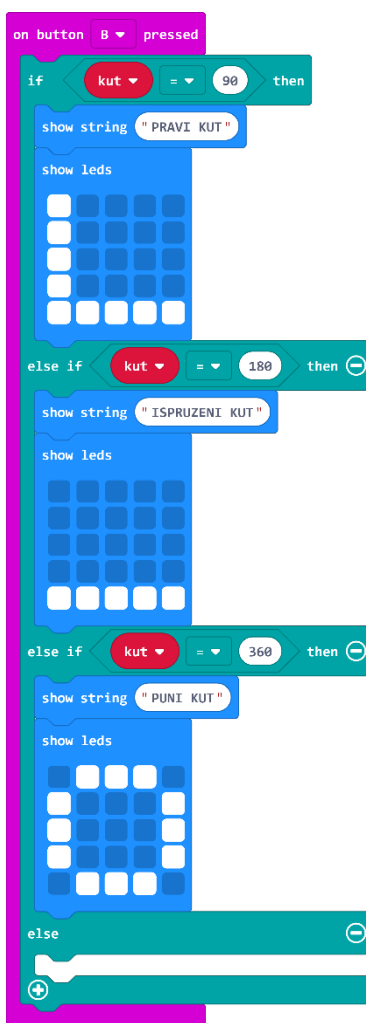 on button B pressed
if kut = 90 then
show string "PRAVI KUT"
show leds
else if kut = 180 then
show string "ISPRUZENI KUT"
show leds
else if kut = 360 then
show string "PUNI KUT"
show leds
else